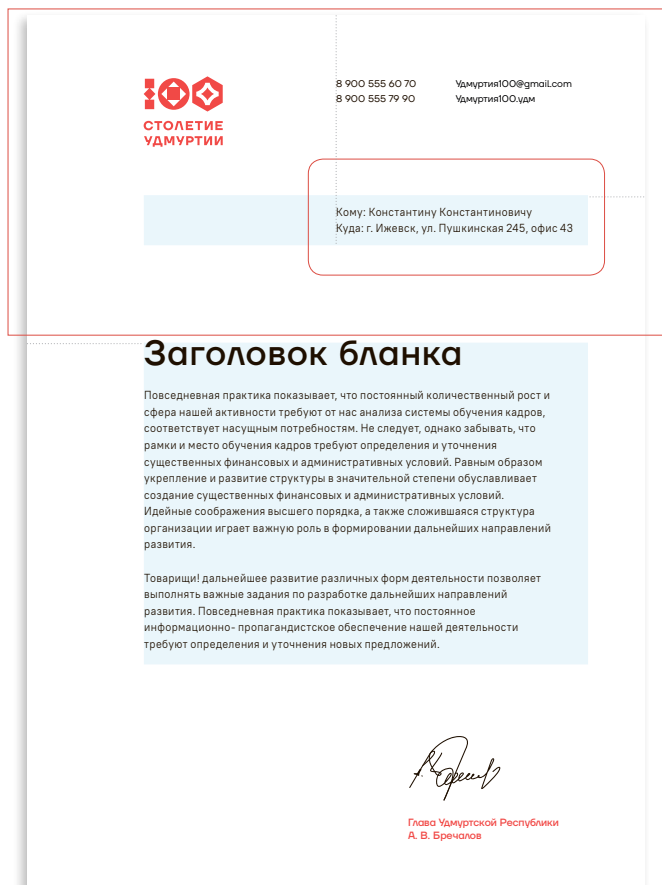 100
СТОЛЕТИЕ
УДМУРТИИ
8 900 555 60 70
8 900 555 79 90
Удмуртия100@gmail.com
Удмуртия100.удм
Кому: Константину Константиновичу
Куда: г. Ижевск, ул. Пушкинская 245, офис 43
Заголовок бланка
Повседневная практика показывает, что постоянный количественный рост и
сфера нашей активности требуют от нас анализа системы обучения кадров,
соответствует насущным потребностям. Не следует, однако забывать, что
рамки и место обучения кадров требуют определения и уточнения
существенных финансовых и административных условий. Равным образом
укрепление и развитие структуры в значительной степени обуславливает
создание существенных финансовых и административных условий.
Идейные соображения высшего порядка, а также сложившаяся структура
организации играет важную роль в формировании дальнейших направлений
развития.
Товарищи! дальнейшее развитие различных форм деятельности позволяет
выполнять важные задания по разработке дальнейших направлений
развития. Повседневная практика показывает, что постоянное
информационно- пропагандистское обеспечение нашей деятельности
требуют определения и уточнения новых предложений.
Глава Удмуртской Республики
А. В. Бречалов